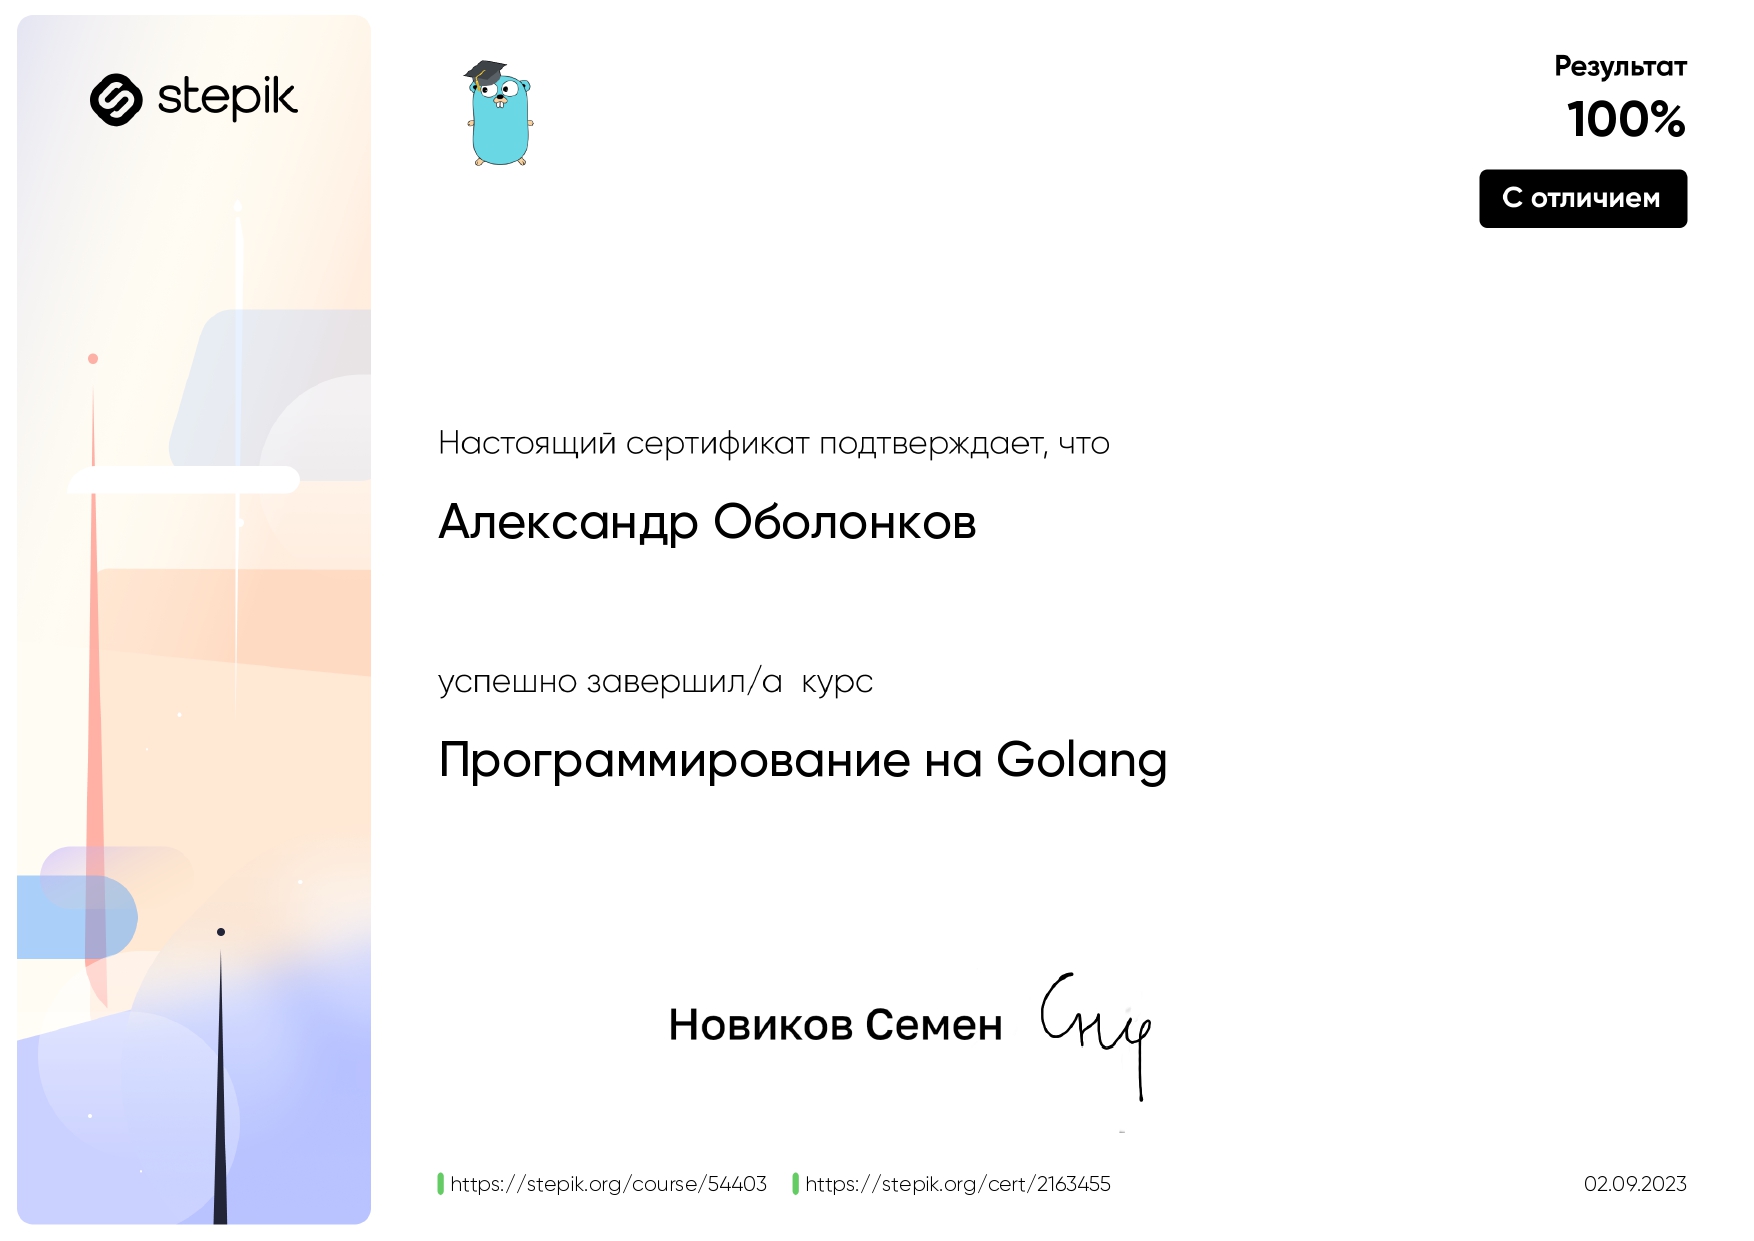 stepik
Результат
100%
С отличием
Настоящий сертификат подтверждает, что
Александр Оболонков
успешно завершил/а курс
Программирование на Golang
Новиков Семен
https://stepik.org/course/54403 https://stepik.org/cert/2163455
02.09.2023